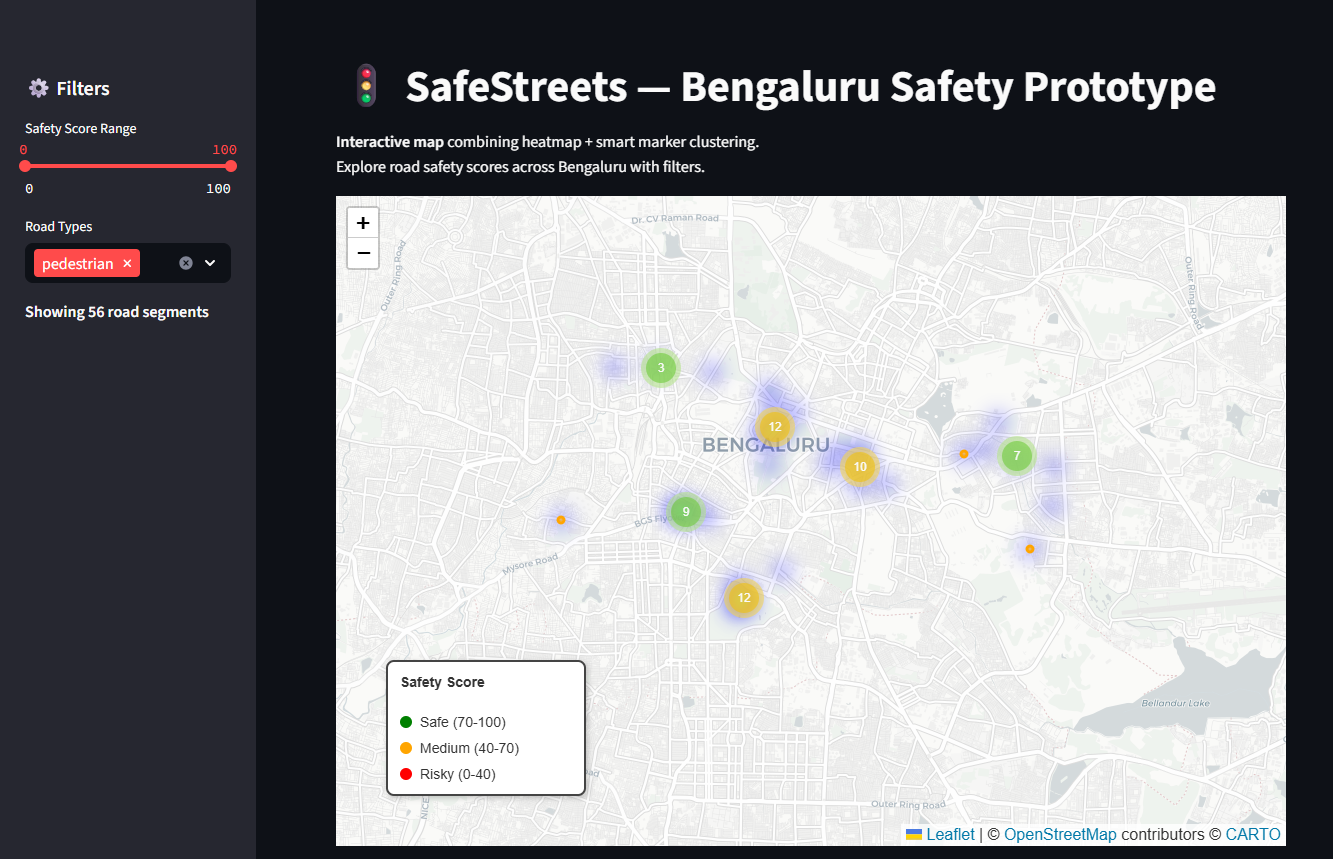 Filters
Safety Score Range
0 100
0 100
Road Types
pedestrian ×
Showing 56 road segments
SafeStreets — Bengaluru Safety Prototype
Interactive map combining heatmap + smart marker clustering.
Explore road safety scores across Bengaluru with filters.
+
−
Dr. CV Raman Road
Outer Ring Road
Outer Ring Road
3
12
BENGALURU
10
7
9
BGS Fly
Mysore Road
12
Bellandur Lake
Safety Score
Safe (70-100)
Medium (40-70)
Risky (0-40)
ad
NICE
Outer Ring Road
Leaflet | © OpenStreetMap contributors © CARTO